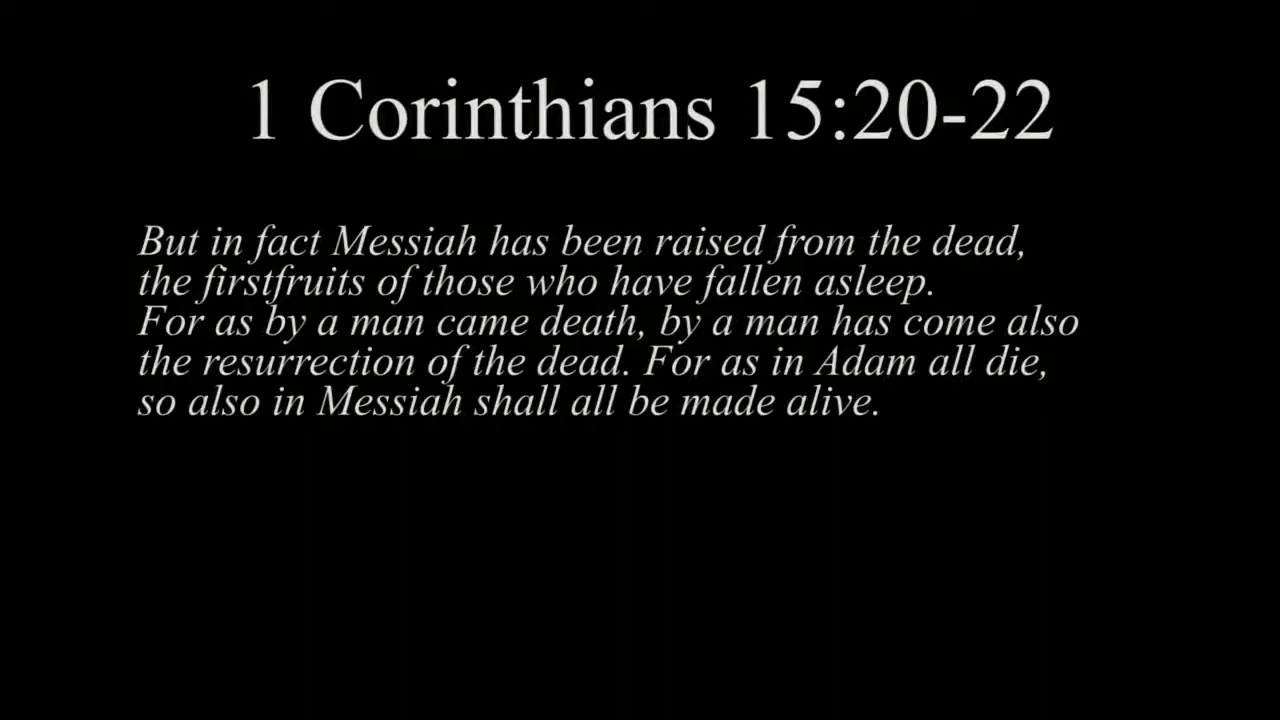 1 Corinthians 15:20-22
But in fact Messiah has been raised from the dead,
the firstfruits of those who have fallen asleep.
For as by a man came death, by a man has come also
the resurrection of the dead. For as in Adam all die,
so also in Messiah shall all be made alive.